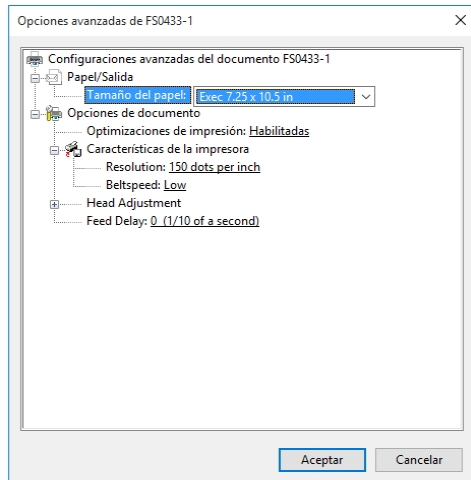 Opciones avanzadas de FS0433-1
Configuraciones avanzadas del documento FS0433-1
Papel/Salida
Tamaño del papel: Exec 7.25 x 10.5 in
Opciones de documento
Optimizaciones de impresión: Habilitadas
Características de la impresora
Resolution: 150 dots per inch
Beltspeed: Low
Head Adjustment
Feed Delay: 0 (1/10 of a second)
Aceptar Cancelar